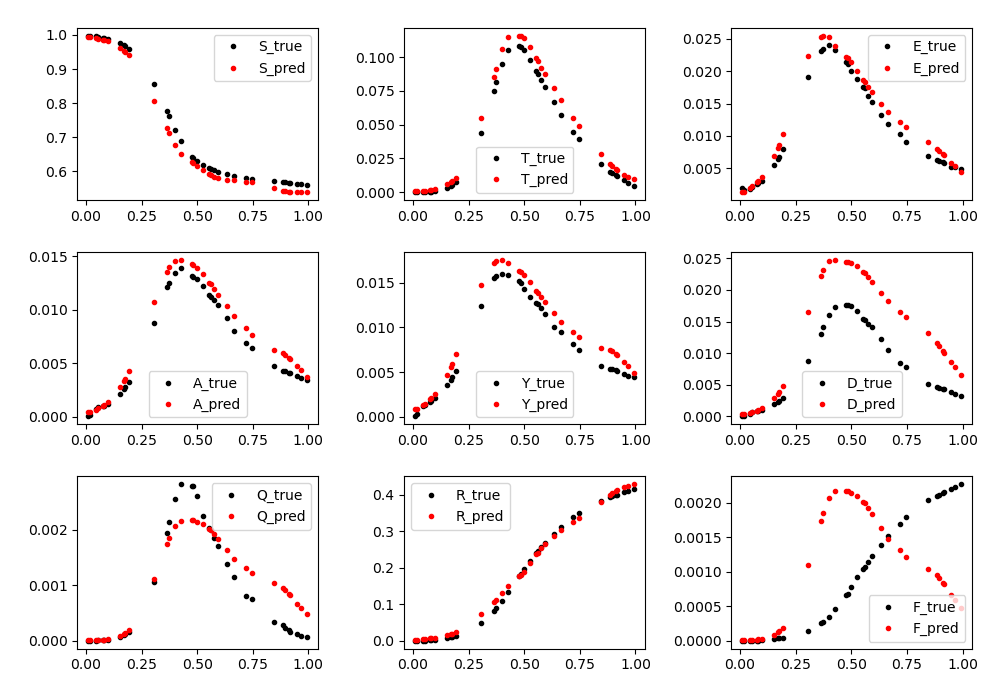 1.0
0.9
0.8
0.7
0.6
S_true
S_pred
0.00 0.25 0.50 0.75 1.00
0.100
0.075
0.050
0.025
0.000
T_true
T_pred
0.00 0.25 0.50 0.75 1.00
0.025
0.020
0.015
0.010
0.005
E_true
E_pred
0.00 0.25 0.50 0.75 1.00
0.015
0.010
0.005
0.000
A_true
A_pred
0.00 0.25 0.50 0.75 1.00
0.015
0.010
0.005
0.000
Y_true
Y_pred
0.00 0.25 0.50 0.75 1.00
0.025
0.020
0.015
0.010
0.005
0.000
D_true
D_pred
0.00 0.25 0.50 0.75 1.00
0.002
0.001
0.000
Q_true
Q_pred
0.00 0.25 0.50 0.75 1.00
0.4
0.3
0.2
0.1
0.0
R_true
R_pred
0.00 0.25 0.50 0.75 1.00
0.0020
0.0015
0.0010
0.0005
0.0000
F_true
F_pred
0.00 0.25 0.50 0.75 1.00